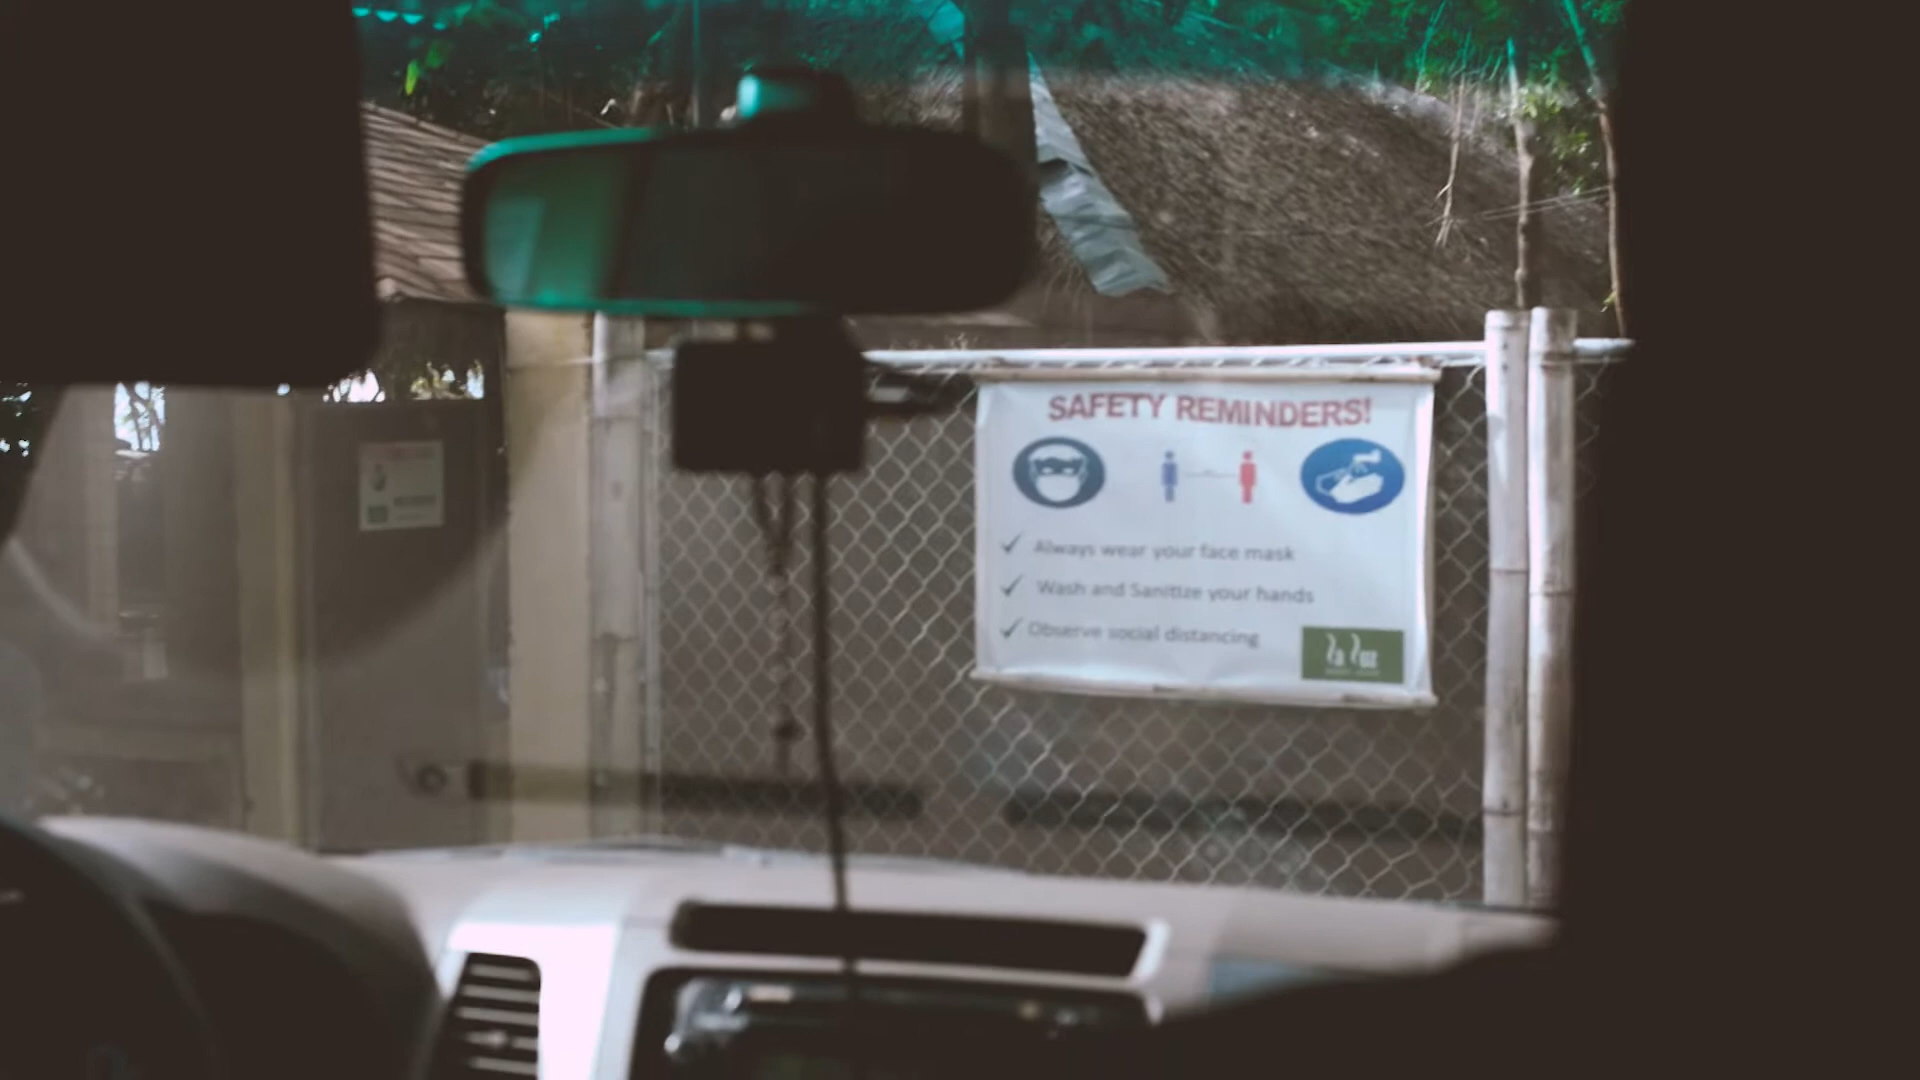 SAFETY REMINDERS!
Always wear your face mask
Wash and Sanitize your hands
Observe social distancing